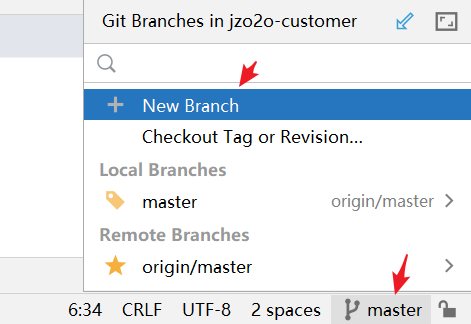 Git Branches in jzo2o-customer
New Branch
Checkout Tag or Revision...
Local Branches
master origin/master
Remote Branches
origin/master
6:34 CRLF UTF-8 2 spaces master